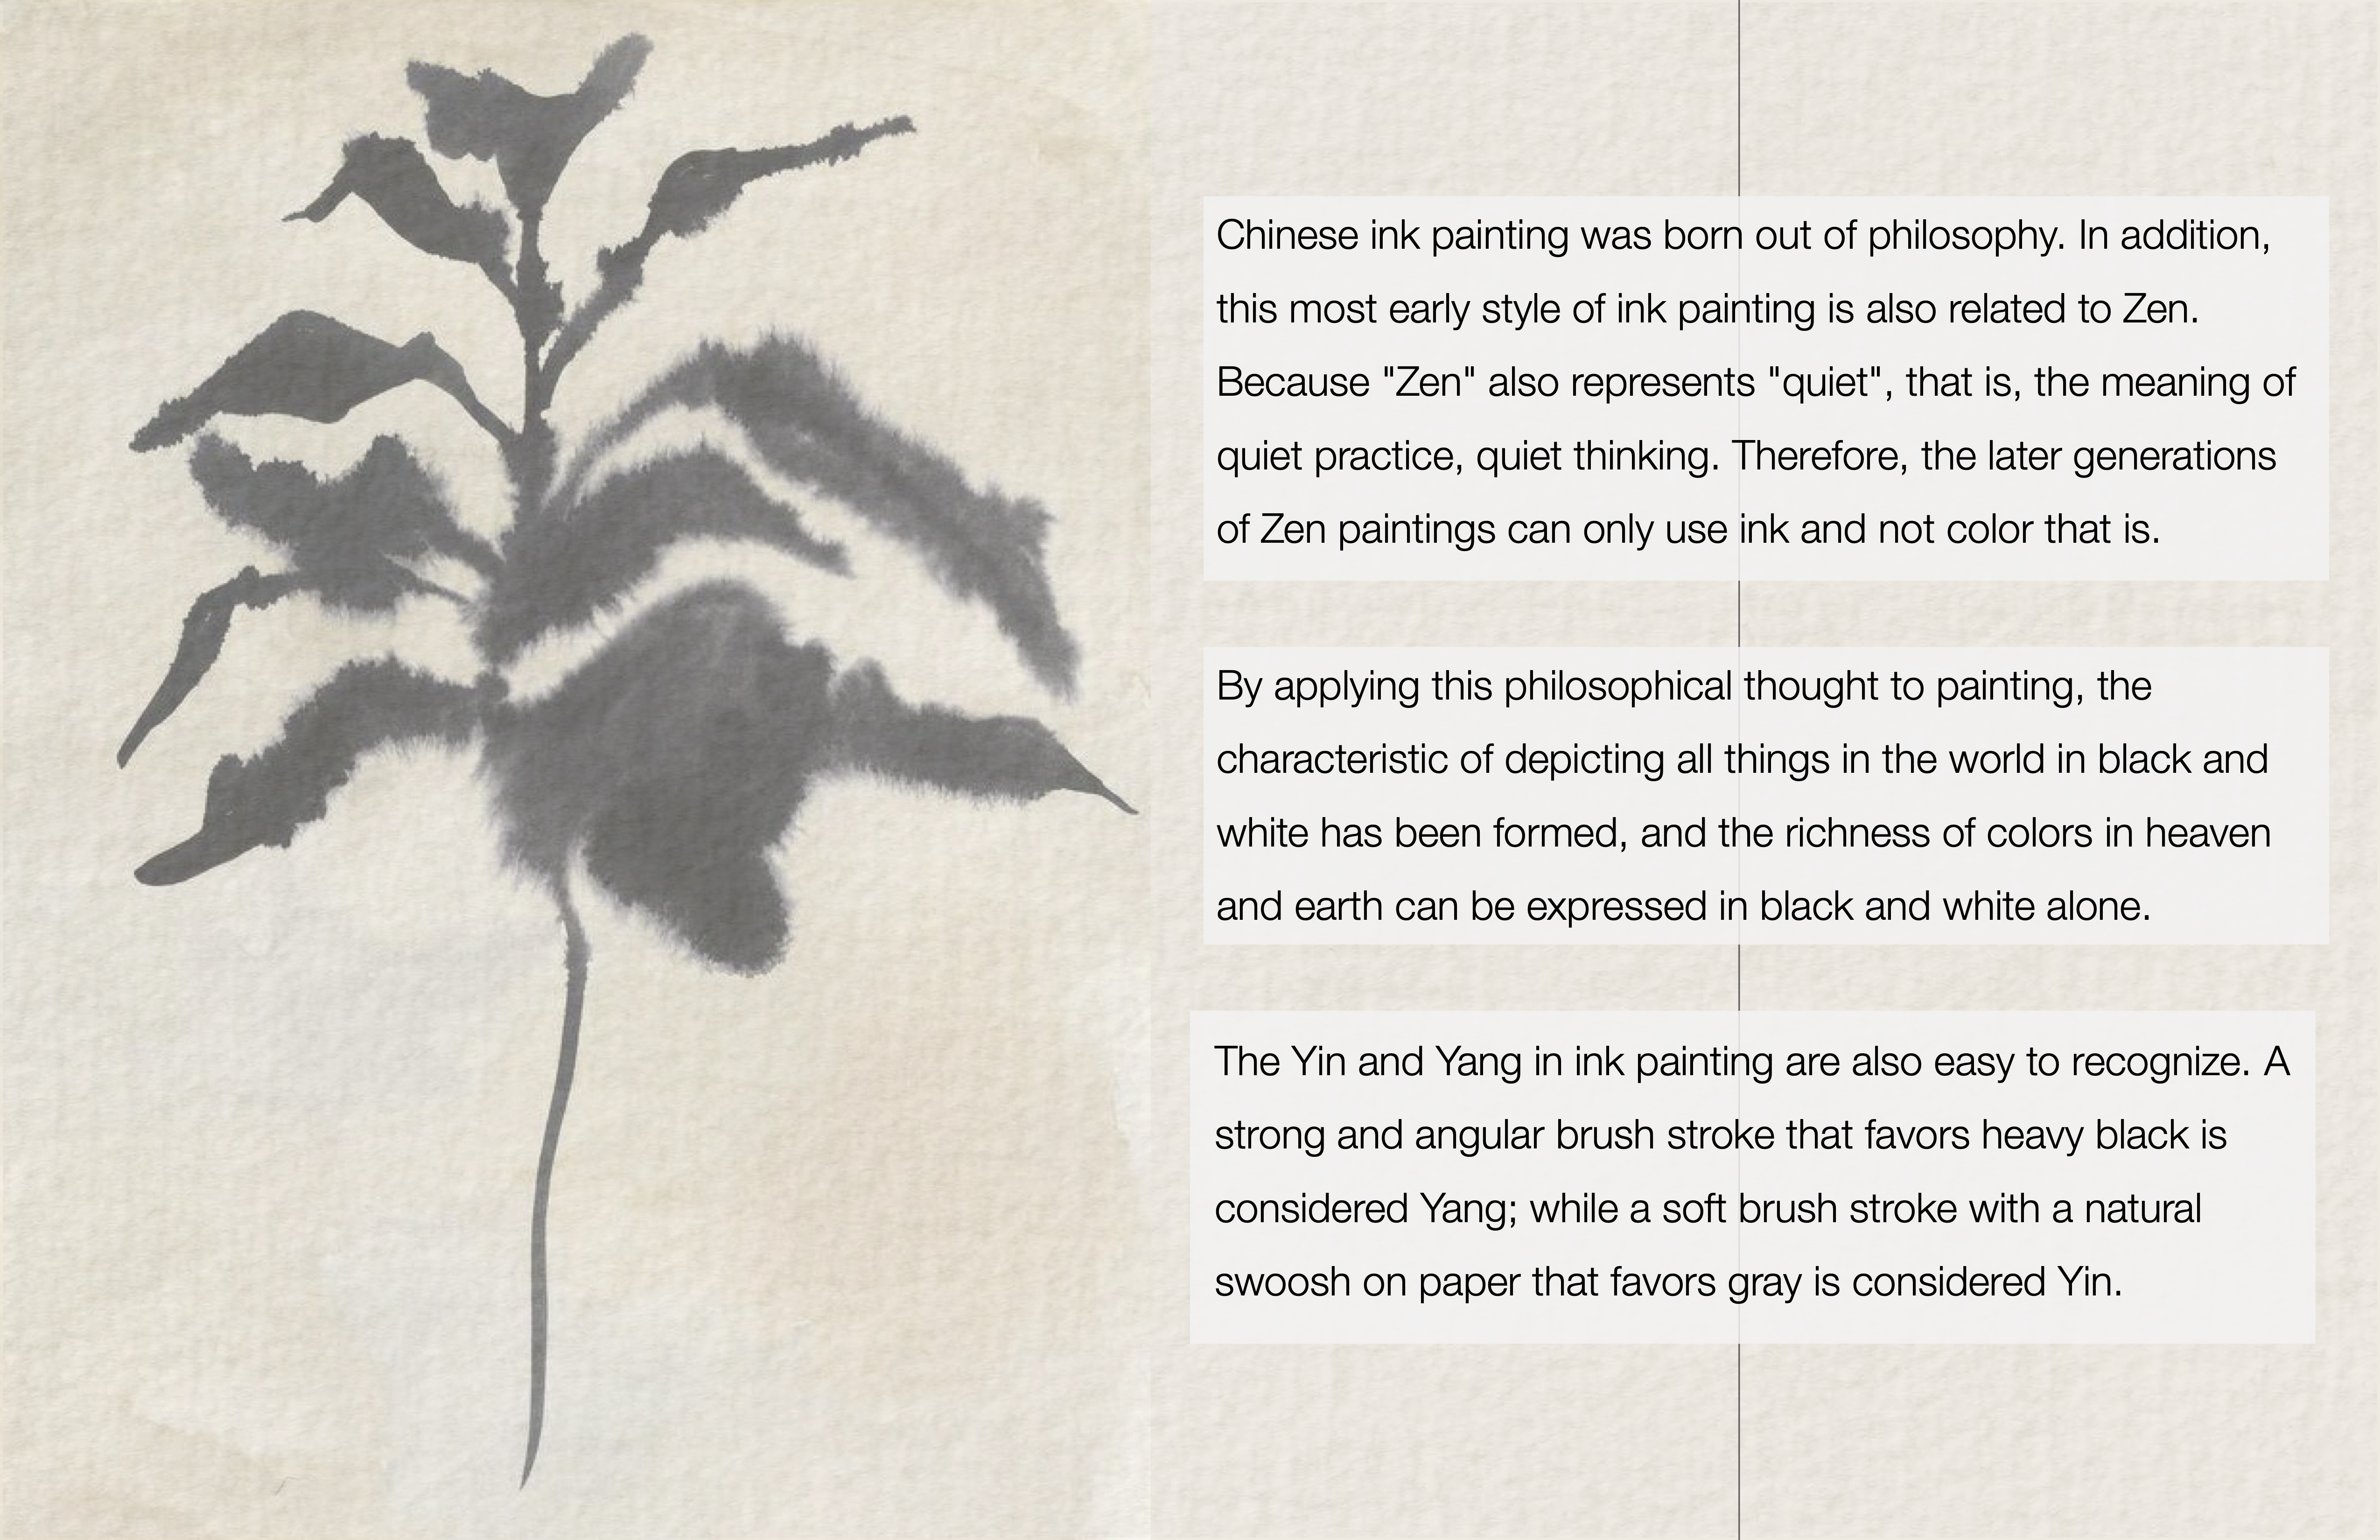 Chinese ink painting was born out of philosophy. In addition,
this most early style of ink painting is also related to Zen.
Because "Zen" also represents "quiet", that is, the meaning of
quiet practice, quiet thinking. Therefore, the later generations
of Zen paintings can only use ink and not color that is.
By applying this philosophical thought to painting, the
characteristic of depicting all things in the world in black and
white has been formed, and the richness of colors in heaven
and earth can be expressed in black and white alone.
The Yin and Yang in ink painting are also easy to recognize. A
strong and angular brush stroke that favors heavy black is
considered Yang; while a soft brush stroke with a natural
swoosh on paper that favors gray is considered Yin.